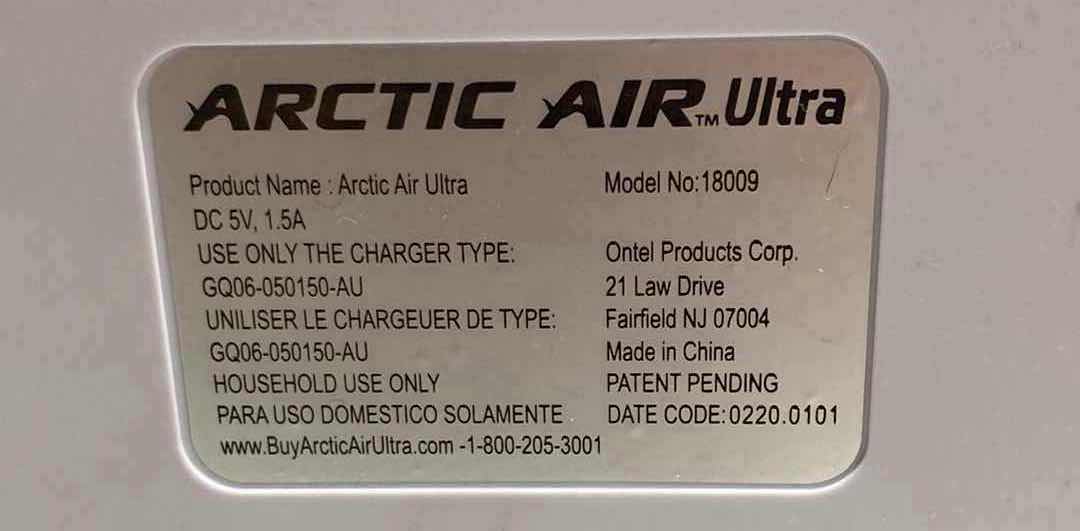 ARCTIC AIR™ Ultra
Product Name : Arctic Air Ultra
DC 5V, 1.5A
USE ONLY THE CHARGER TYPE:
GQ06-050150-AU
UNILISER LE CHARGEUER DE TYPE:
GQ06-050150-AU
HOUSEHOLD USE ONLY
PARA USO DOMESTICO SOLAMENTE .
www.BuyArcticAirUltra.com -1-800-205-3001
Model No:18009
Ontel Products Corp.
21 Law Drive
Fairfield NJ 07004
Made in China
PATENT PENDING
DATE CODE:0220.0101